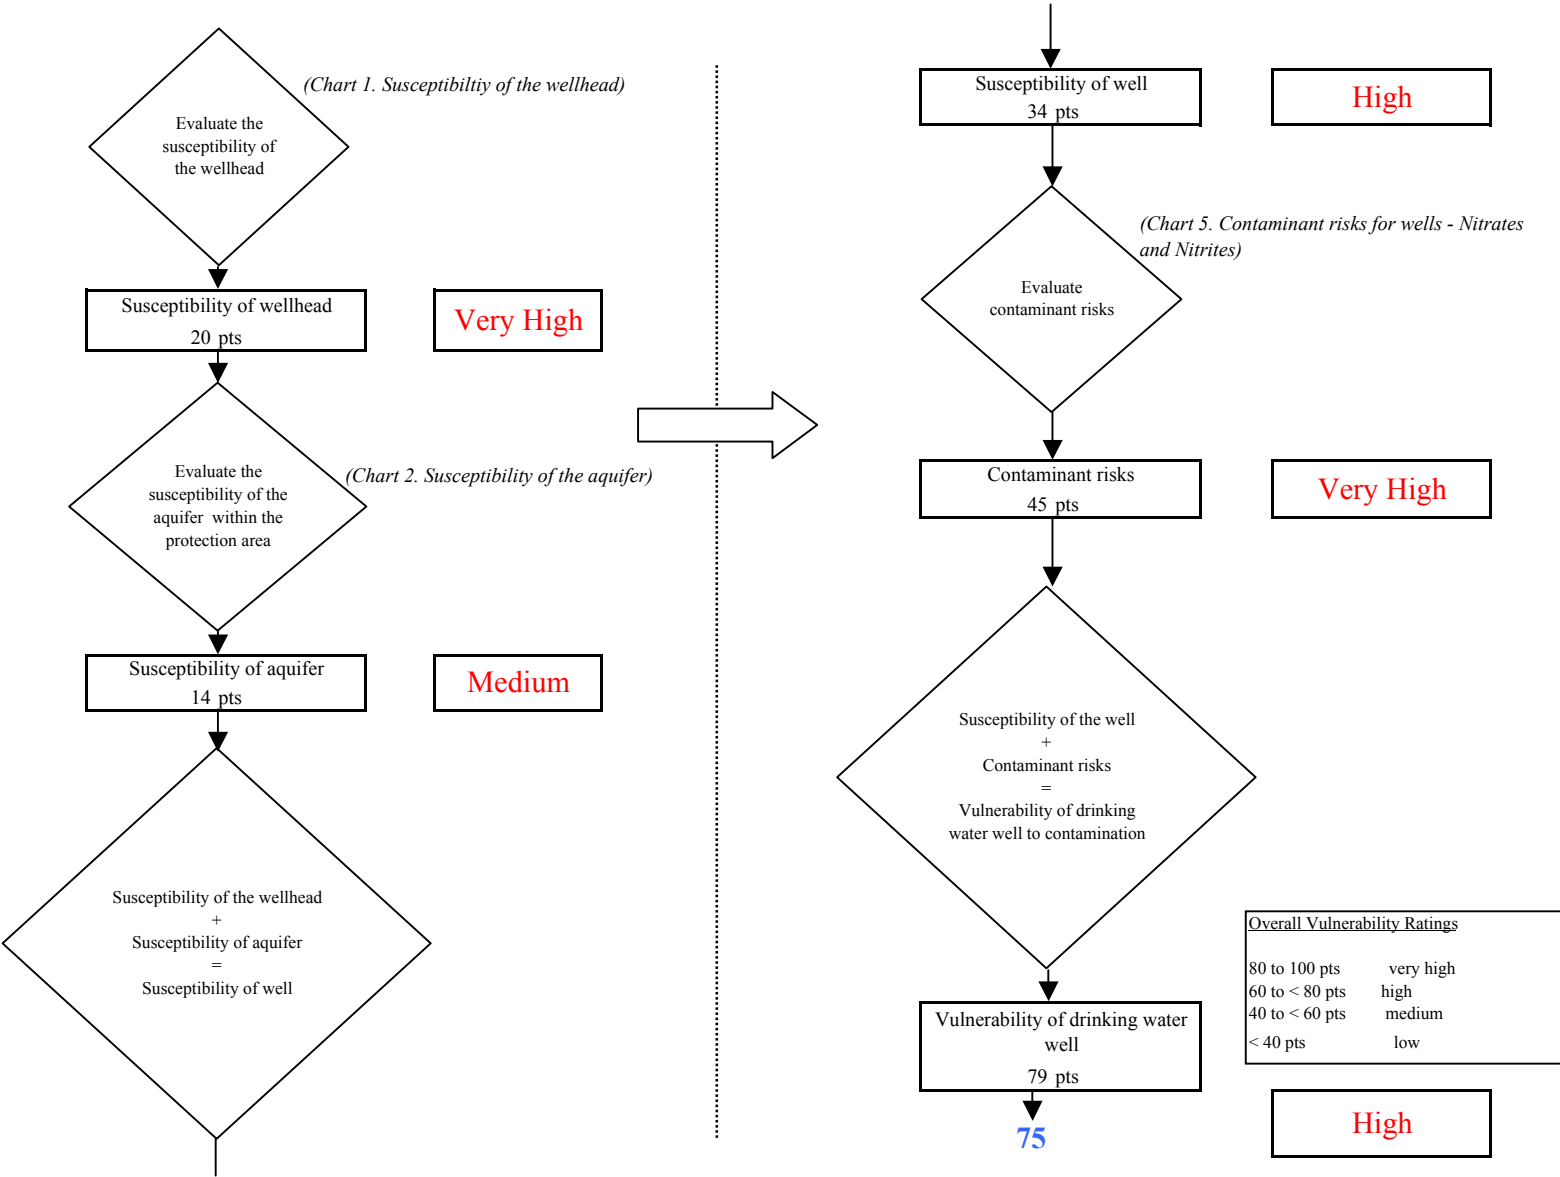 (Chart 1. Susceptibiltiy of the wellhead)
Evaluate the
susceptibility of
the wellhead
Susceptibility of wellhead
20 pts
Very High
Evaluate the
susceptibility of the
aquifer within the
protection area
(Chart 2. Susceptibility of the aquifer)
Susceptibility of aquifer
14 pts
Medium
Susceptibility of the wellhead
+
Susceptibility of aquifer
=
Susceptibility of well
Susceptibility of well
34 pts
High
(Chart 5. Contaminant risks for wells - Nitrates
and Nitrites)
Evaluate
contaminant risks
Contaminant risks
45 pts
Very High
Susceptibility of the well
+
Contaminant risks
=
Vulnerability of drinking
water well to contamination
Overall Vulnerability Ratings
80 to 100 pts very high
60 to < 80 pts high
40 to < 60 pts medium
< 40 pts low
Vulnerability of drinking water
well
79 pts
75
High